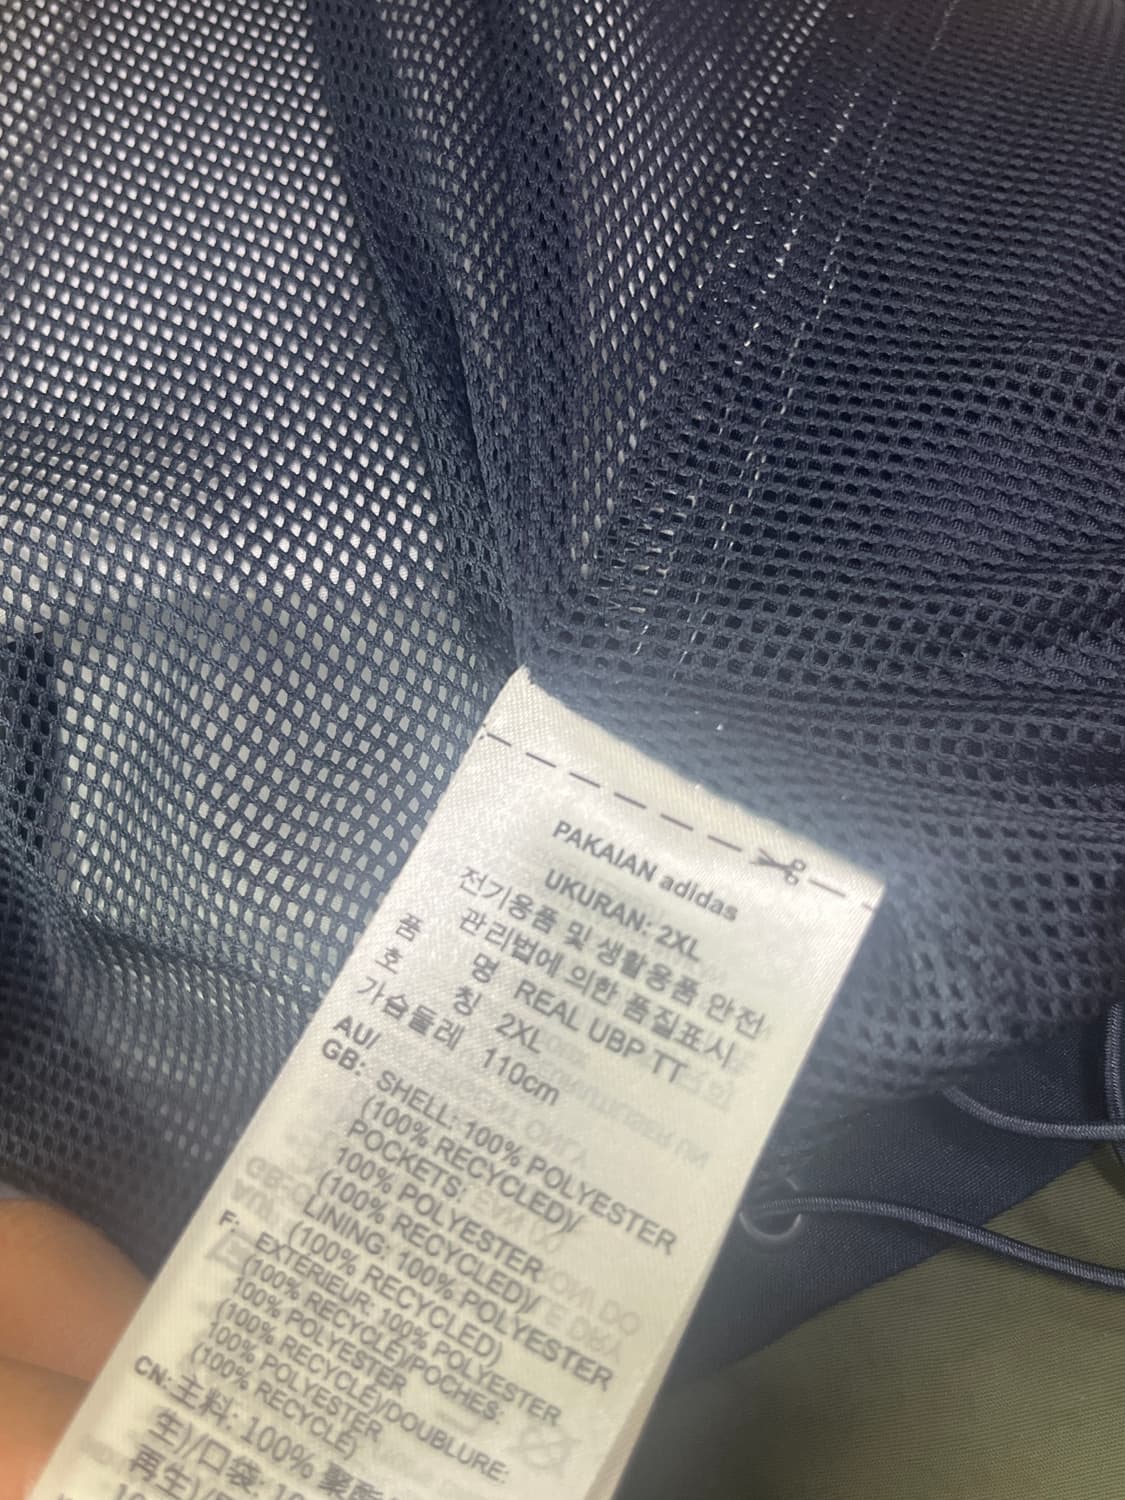 PAKAIAN adidas
UKURAN: 2XL
전기용품 및 생활용품 안전
관리법에 의한 품질표시
품 명 REAL UBP TT
호 칭 2XL
가슴둘레 110cm
AU/
GB: SHELL: 100% POLYESTER
(100% RECYCLED)/
POCKETS:
100% POLYESTER
(100% RECYCLED)/
LINING: 100% POLYESTER
(100% RECYCLED)
F: EXTERIEUR: 100% POLYESTER
(100% RECYCLE)/POCHES:
100% POLYESTER
(100% RECYCLE)/DOUBLURE:
100% POLYESTER
(100% RECYCLE)
CN: 主料: 100% 聚酯
生)/口袋: 10
再生)/